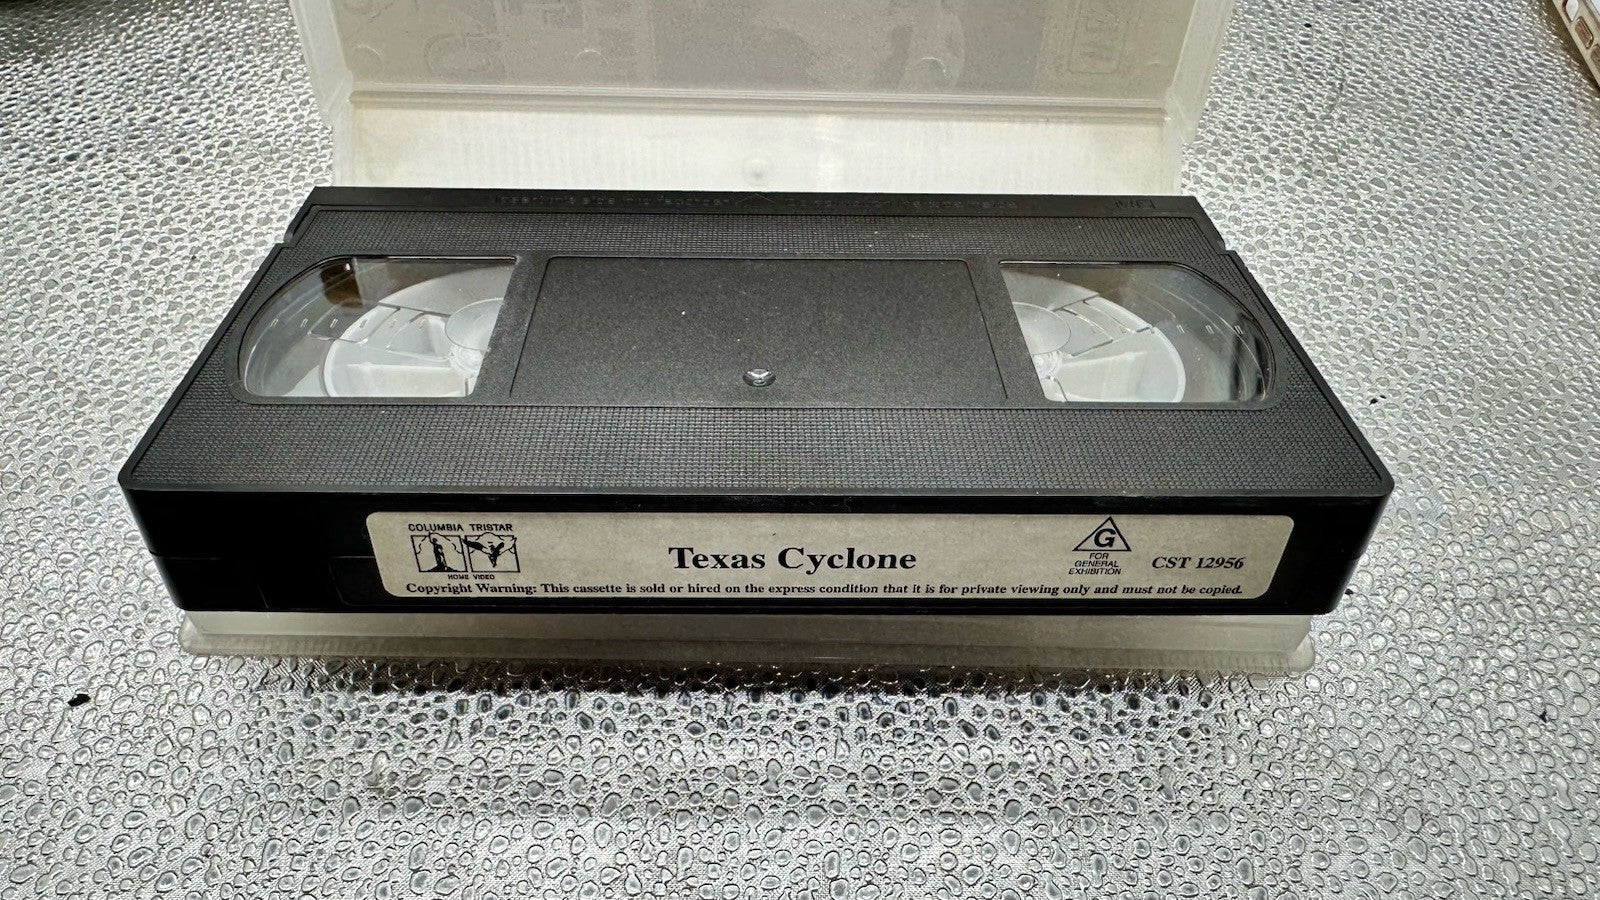 COLUMBIA TRISTAR
HOME VIDEO
Texas Cyclone
G
FOR
GENERAL
EXHIBITION
CST 12956
Copyright Warning: This cassette is sold or hired on the express condition that it is for private viewing only and must not be copied.